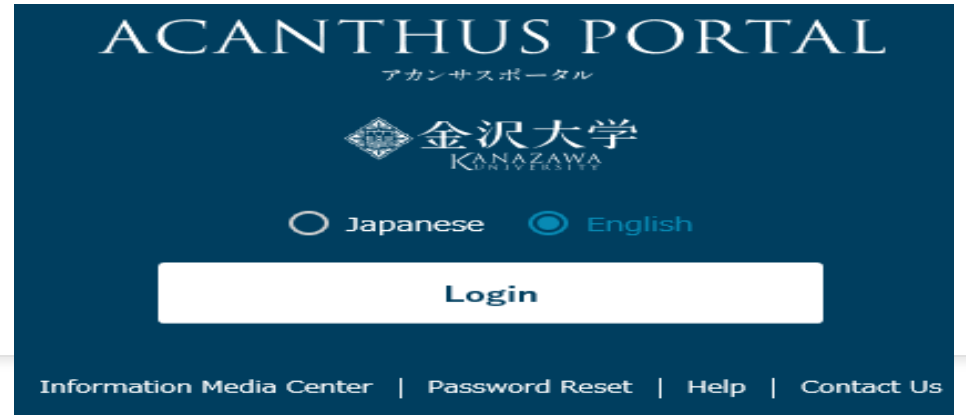 ACANTHUS PORTAL
アカンサスポータル
金沢大学
KANAZAWA
UNIVERSITY
Japanese English
Login
Information Media Center | Password Reset | Help | Contact Us